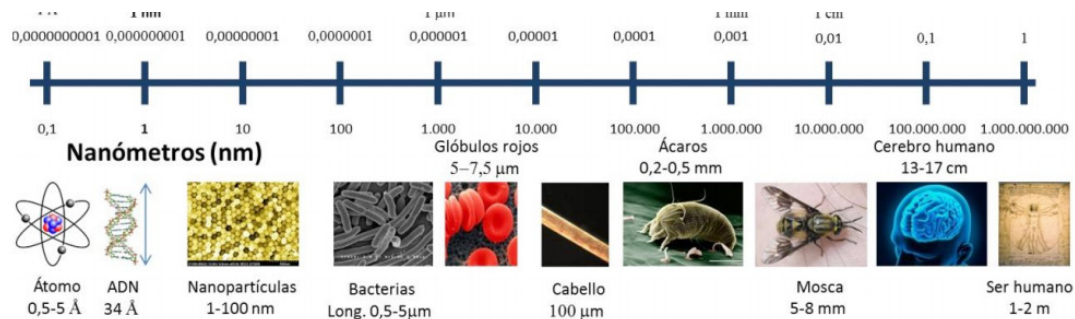 1 nm 1 µm 1 mm 1 cm
0,0000000001 0,000000001 0,00000001 0,0000001 0,000001 0,00001 0,0001 0,001 0,01 0,1 1
0,1 1 10 100 1.000 10.000 100.000 1.000.000 10.000.000 100.000.000 1.000.000.000
Nanómetros (nm)
Glóbulos rojos
5–7,5 µm
Ácaros
0,2-0,5 mm
Cerebro humano
13-17 cm
Átomo
0,5-5 Å
ADN
34 Å
Nanopartículas
1-100 nm
Bacterias
Long. 0,5-5µm
Cabello
100 µm
Mosca
5-8 mm
Ser humano
1-2 m